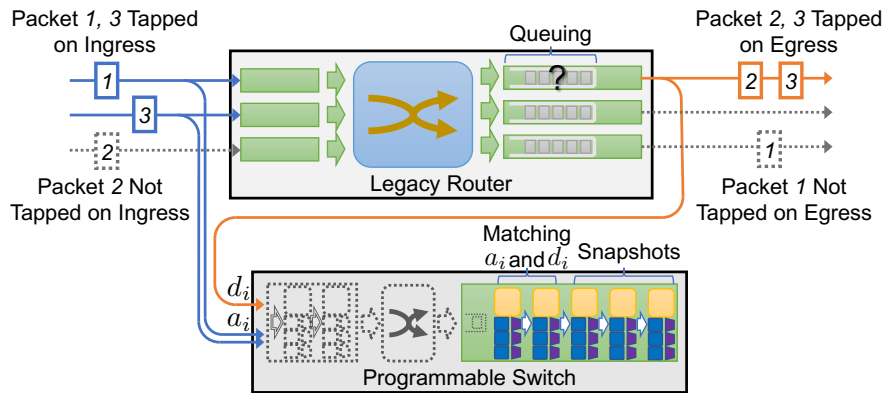 Packet 1, 3 Tapped
on Ingress
Packet 2, 3 Tapped
on Egress
Queuing
1
?
2
3
3
2
1
Packet 2 Not
Tapped on Ingress
Legacy Router
Packet 1 Not
Tapped on Egress
Matching
a_i and d_i
Snapshots
d_i
a_i
Programmable Switch